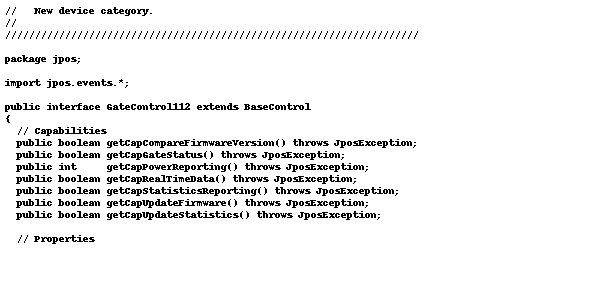 //   New device category.
//
/////////////////////////////////////////////////////////////////////

package jpos;

import jpos.events.*;

public interface GateControl112 extends BaseControl
{
  // Capabilities
  public boolean getCapCompareFirmwareVersion() throws JposException;
  public boolean getCapGateStatus() throws JposException;
  public int     getCapPowerReporting() throws JposException;
  public boolean getCapRealTimeData() throws JposException;
  public boolean getCapStatisticsReporting() throws JposException;
  public boolean getCapUpdateFirmware() throws JposException;
  public boolean getCapUpdateStatistics() throws JposException;

  // Properties